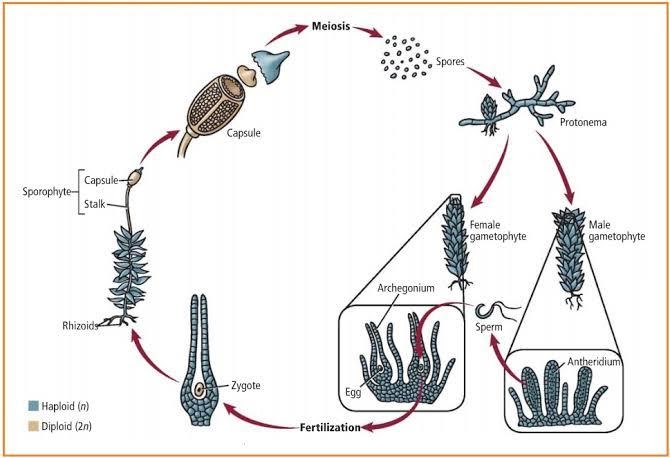 Meiosis
Spores
Protonema
Capsule
Sporophyte
Capsule
Stalk
Rhizoids
Female
gametophyte
Male
gametophyte
Archegonium
Sperm
Antheridium
Egg
Zygote
Fertilization
Haploid (n)
Diploid (2n)